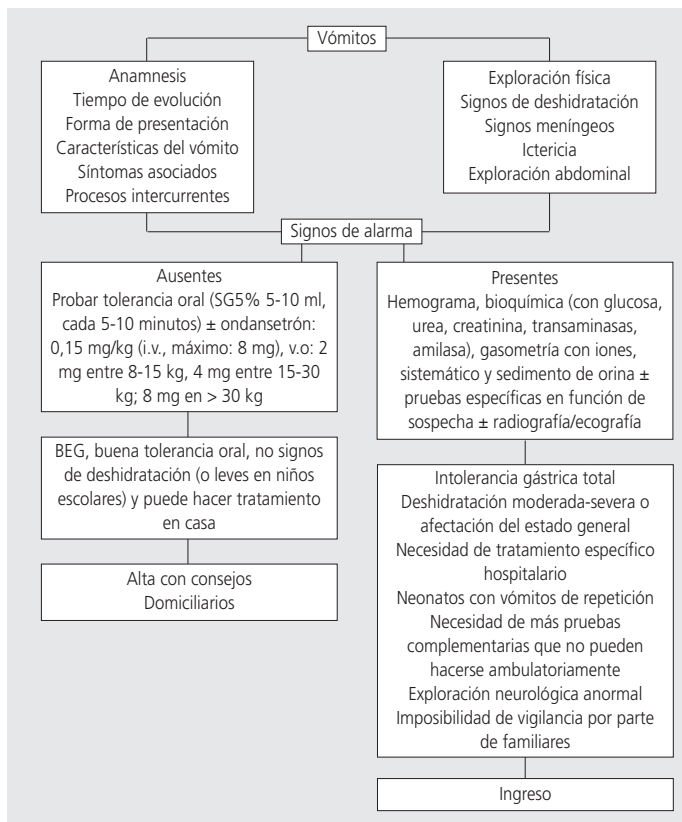 Vómitos
Anamnesis
Tiempo de evolución
Forma de presentación
Características del vómito
Síntomas asociados
Procesos intercurrentes
Exploración física
Signos de deshidratación
Signos meníngeos
Ictericia
Exploración abdominal
Signos de alarma
Ausentes
Probar tolerancia oral (SG5% 5-10 ml,
cada 5-10 minutos) ± ondansetrón:
0,15 mg/kg (i.v., máximo: 8 mg), v.o: 2
mg entre 8-15 kg, 4 mg entre 15-30
kg; 8 mg en > 30 kg
BEG, buena tolerancia oral, no signos
de deshidratación (o leves en niños
escolares) y puede hacer tratamiento
en casa
Alta con consejos
Domiciliarios
Presentes
Hemograma, bioquímica (con glucosa,
urea, creatinina, transaminasas,
amilasa), gasometría con iones,
sistemático y sedimento de orina ±
pruebas específicas en función de
sospecha ± radiografía/ecografía
Intolerancia gástrica total
Deshidratación moderada-severa o
afectación del estado general
Necesidad de tratamiento específico
hospitalario
Neonatos con vómitos de repetición
Necesidad de más pruebas
complementarias que no pueden
hacerse ambulatoriamente
Exploración neurológica anormal
Imposibilidad de vigilancia por parte
de familiares
Ingreso